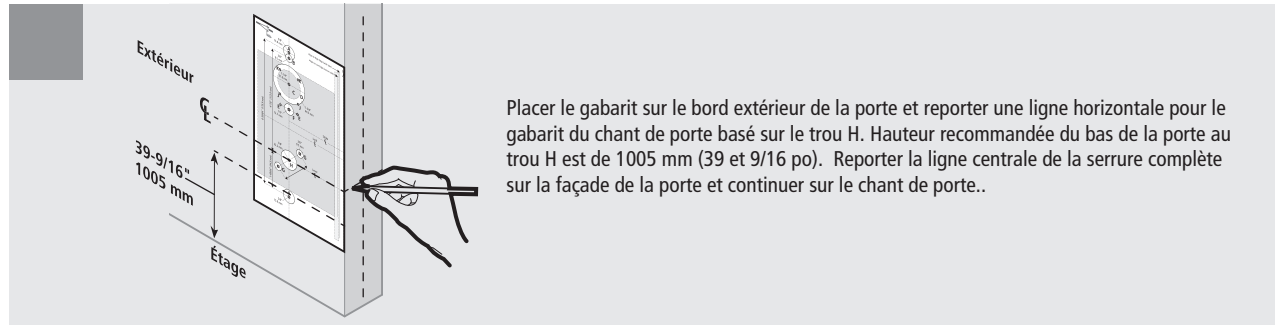 Extérieur
39-9/16"
1005 mm
Étage
Placer le gabarit sur le bord extérieur de la porte et reporter une ligne horizontale pour le
gabarit du chant de porte basé sur le trou H. Hauteur recommandée du bas de la porte au
trou H est de 1005 mm (39 et 9/16 po).  Reporter la ligne centrale de la serrure complète
sur la façade de la porte et continuer sur le chant de porte..